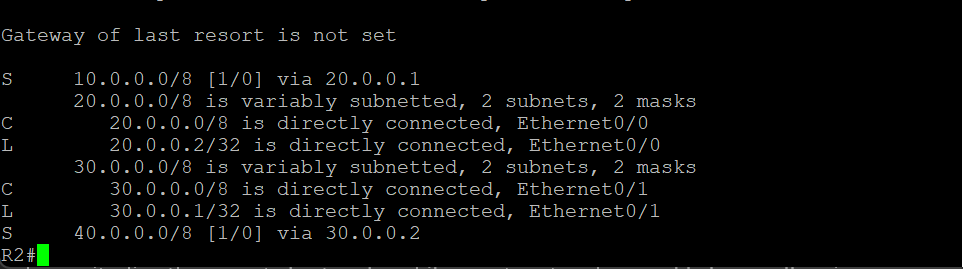 Gateway of last resort is not set
S 10.0.0.0/8 [1/0] via 20.0.0.1
20.0.0.0/8 is variably subnetted, 2 subnets, 2 masks
C 20.0.0.0/8 is directly connected, Ethernet0/0
L 20.0.0.2/32 is directly connected, Ethernet0/0
30.0.0.0/8 is variably subnetted, 2 subnets, 2 masks
C 30.0.0.0/8 is directly connected, Ethernet0/1
L 30.0.0.1/32 is directly connected, Ethernet0/1
S 40.0.0.0/8 [1/0] via 30.0.0.2
R2#